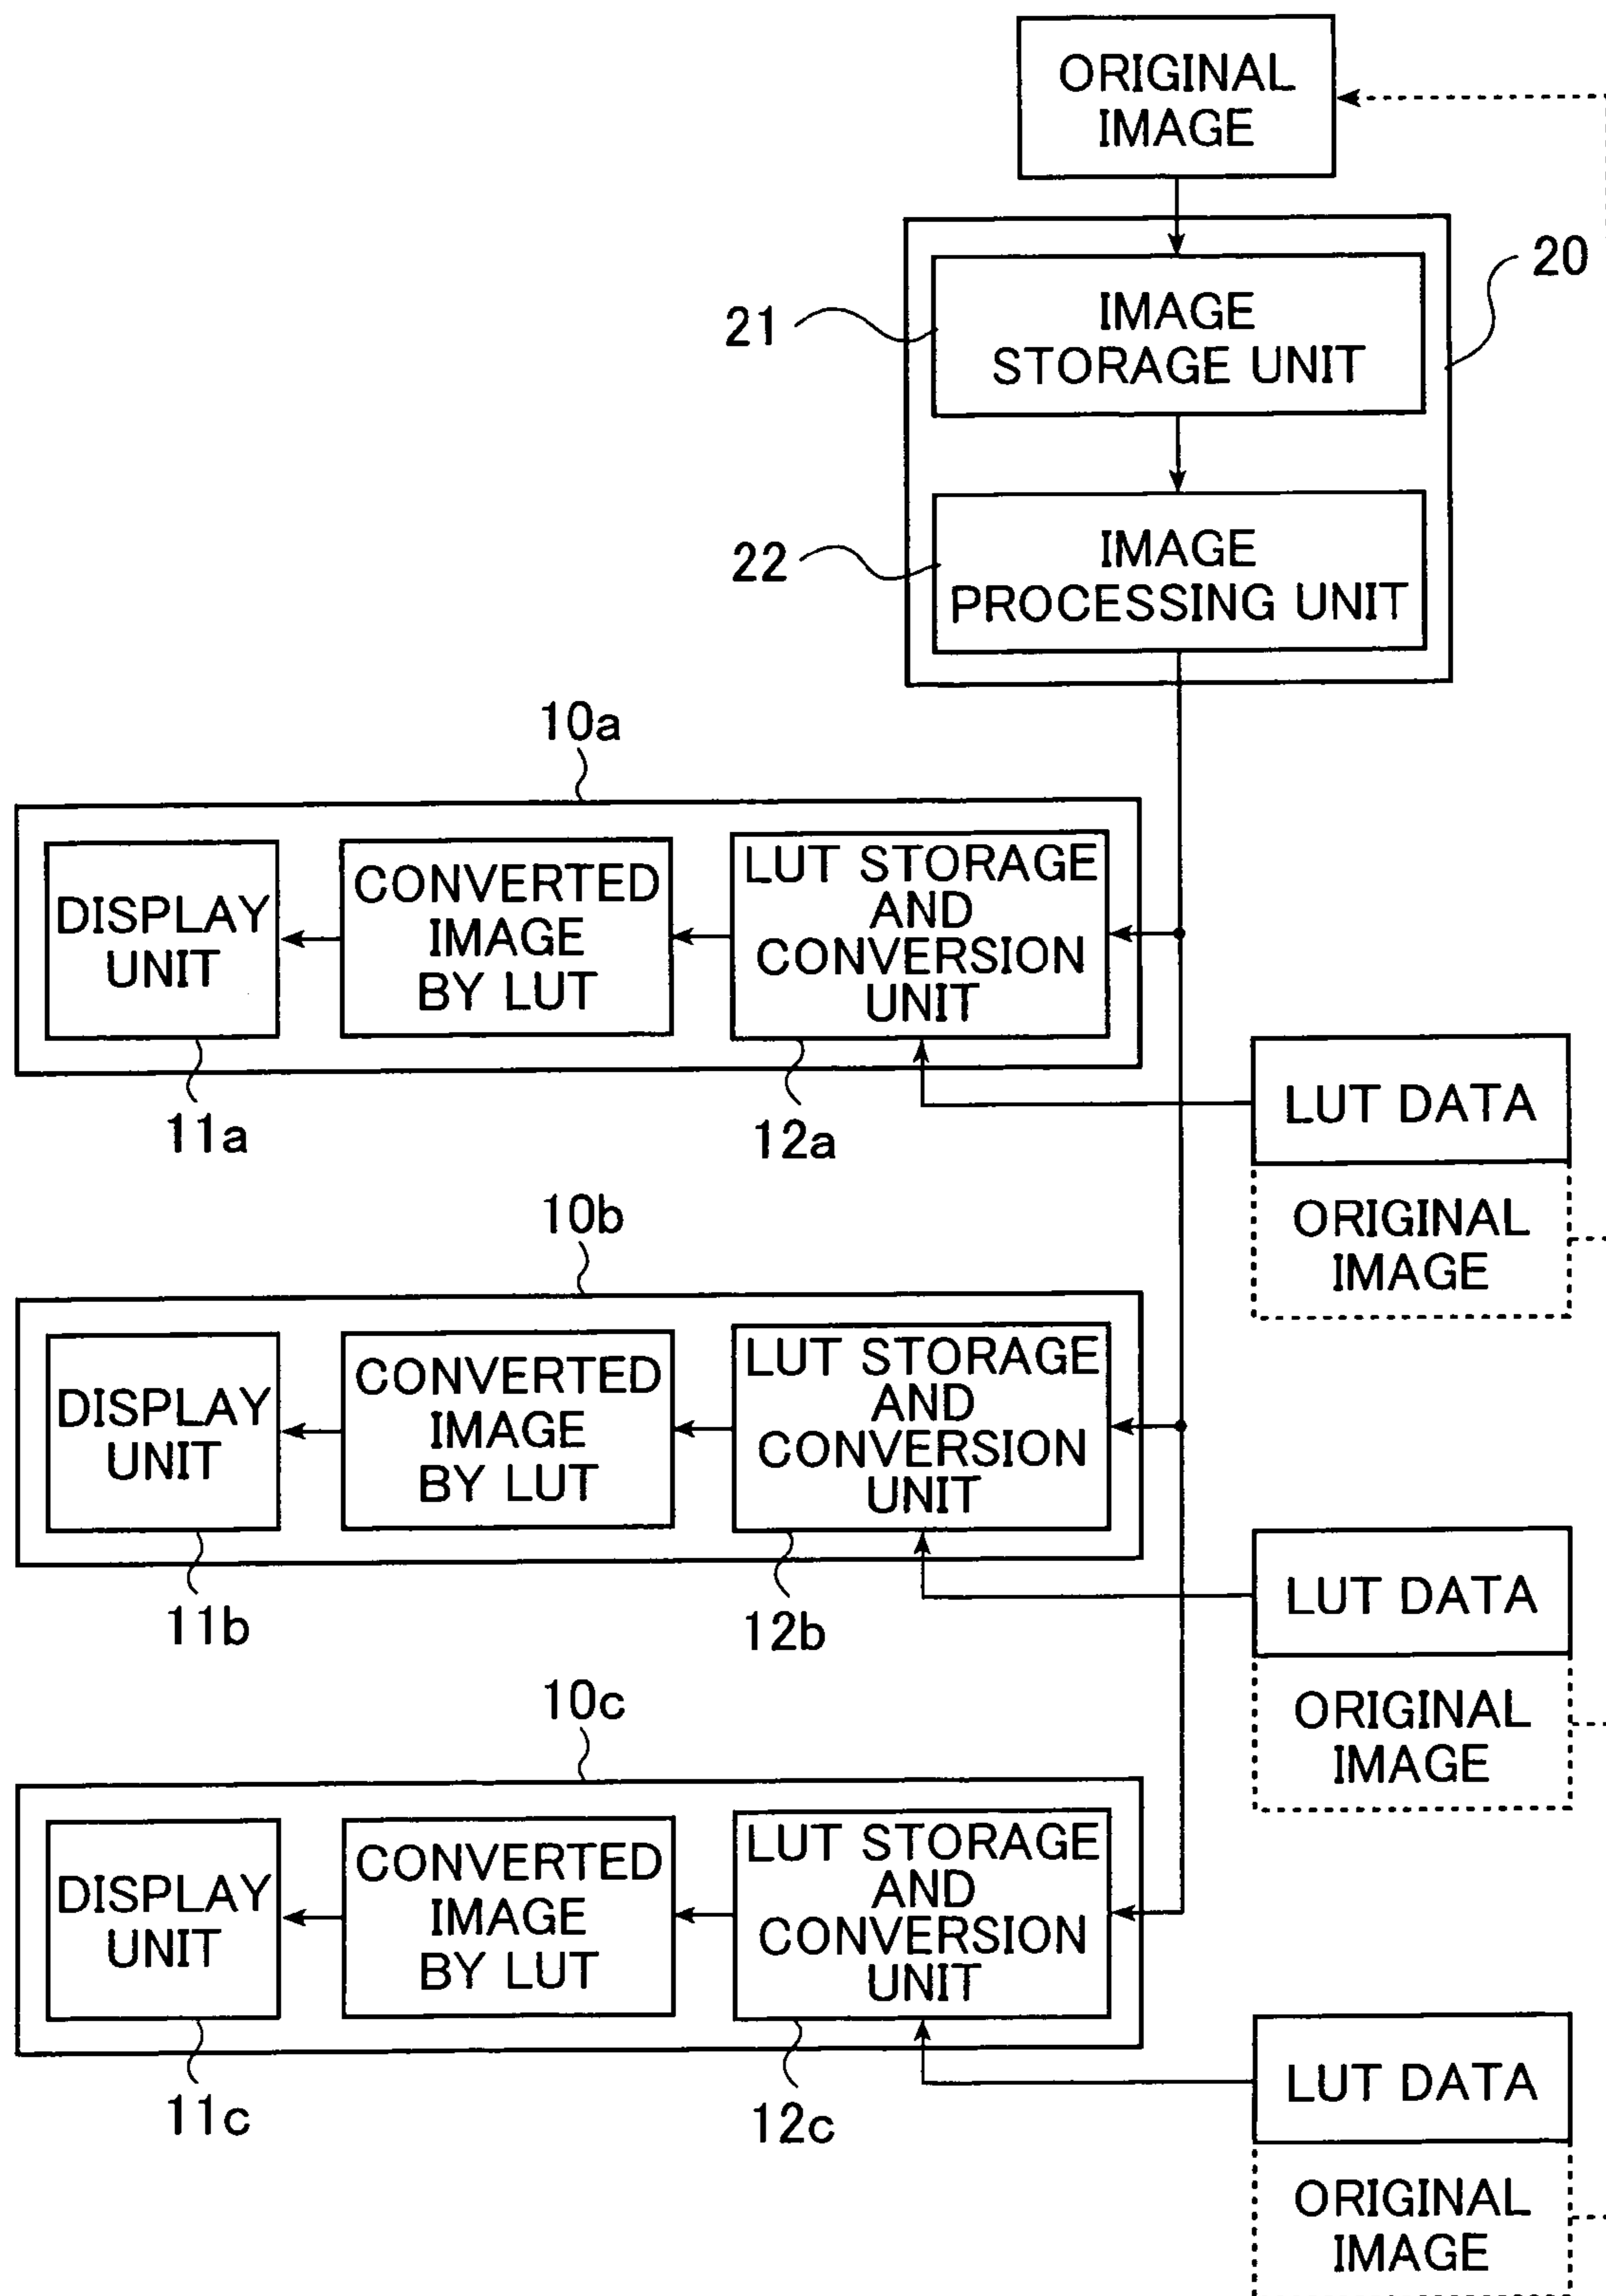 ORIGINAL
IMAGE
20
21
IMAGE
STORAGE UNIT
22
IMAGE
PROCESSING UNIT
10a
DISPLAY
UNIT
CONVERTED
IMAGE
BY LUT
LUT STORAGE
AND
CONVERSION
UNIT
11a
12a
LUT DATA
ORIGINAL
IMAGE
10b
DISPLAY
UNIT
CONVERTED
IMAGE
BY LUT
LUT STORAGE
AND
CONVERSION
UNIT
11b
12b
LUT DATA
ORIGINAL
IMAGE
10c
DISPLAY
UNIT
CONVERTED
IMAGE
BY LUT
LUT STORAGE
AND
CONVERSION
UNIT
11c
12c
LUT DATA
ORIGINAL
IMAGE